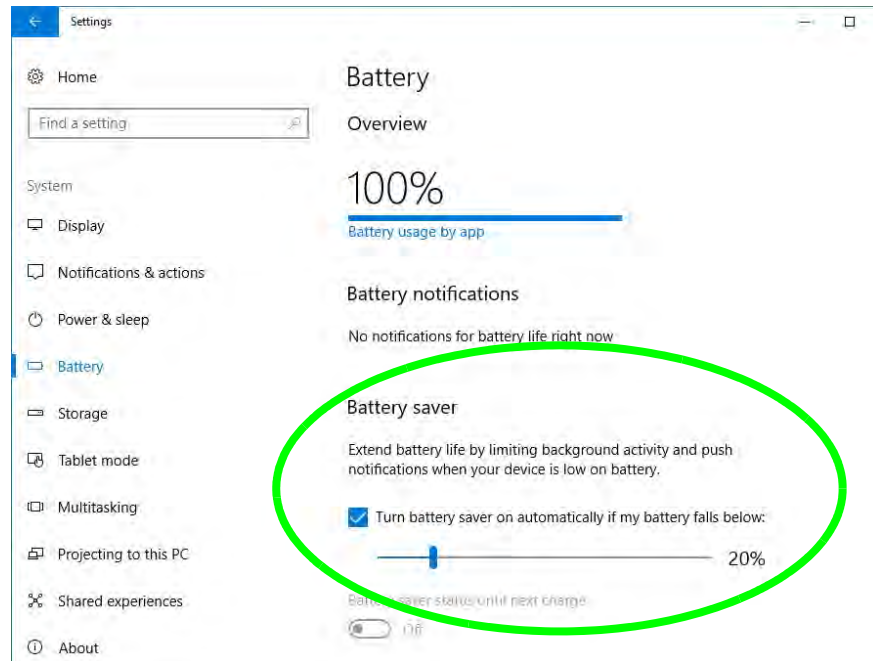 Settings
Home
Find a setting
System
Display
Notifications & actions
Power & sleep
Battery
Storage
Tablet mode
Multitasking
Projecting to this PC
Shared experiences
About
Battery
Overview
100%
Battery usage by app
Battery notifications
No notifications for battery life right now
Battery saver
Extend battery life by limiting background activity and push
notifications when your device is low on battery.
Turn battery saver on automatically if my battery falls below:
20%
Battery saver status until next charge
Off